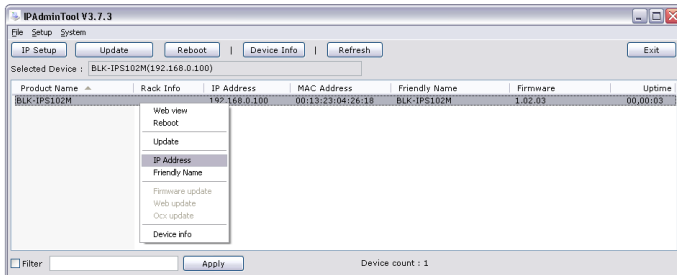 IPAdminTool V3.7.3
File Setup System
IP Setup Update Reboot | Device Info | Refresh Exit
Selected Device : BLK-IPS102M(192.168.0.100)
Product Name Rack Info IP Address MAC Address Friendly Name Firmware Uptime
BLK-IPS102M 192.168.0.100 00:13:23:04:26:18 BLK-IPS102M 1.02.03 00,00:03
Web view
Reboot
Update
IP Address
Friendly Name
Firmware update
Web update
Ocx update
Device info
Filter Apply Device count : 1